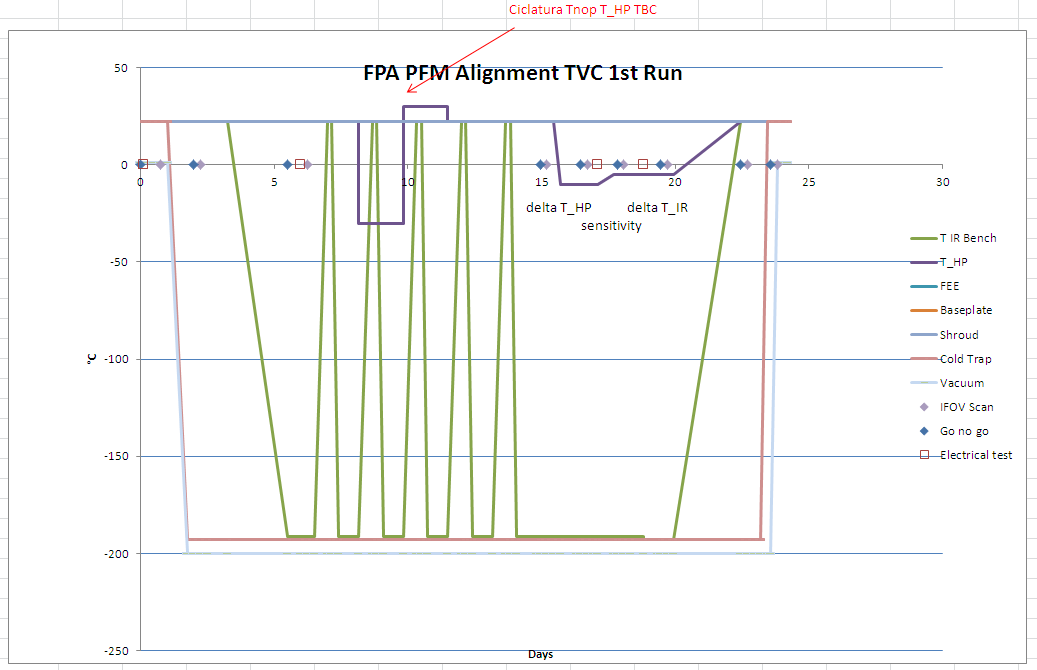 Ciclatura Tnop T_HP TBC
FPA PFM Alignment TVC 1st Run
50
0
-50
-100
-150
-200
-250
°C
0 5 10 15 20 25 30
delta T_HP delta T_IR
sensitivity
T IR Bench
T_HP
FEE
Baseplate
Shroud
Cold Trap
Vacuum
IFOV Scan
Go no go
Electrical test
Days